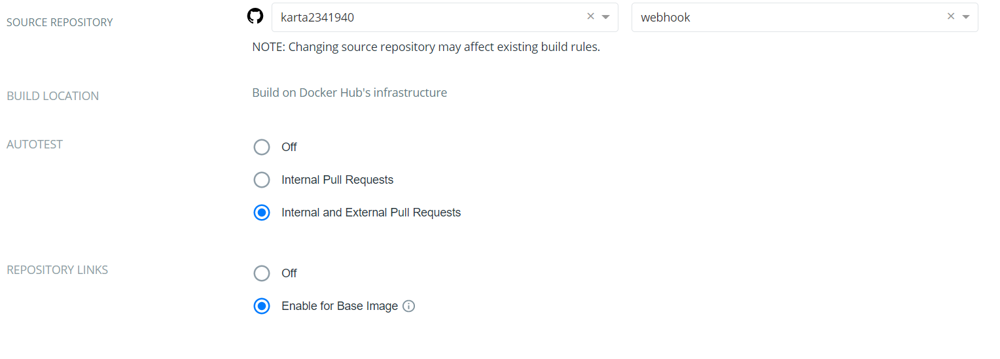 SOURCE REPOSITORY
karta2341940
webhook
NOTE: Changing source repository may affect existing build rules.
BUILD LOCATION
Build on Docker Hub's infrastructure
AUTOTEST
Off
Internal Pull Requests
Internal and External Pull Requests
REPOSITORY LINKS
Off
Enable for Base Image